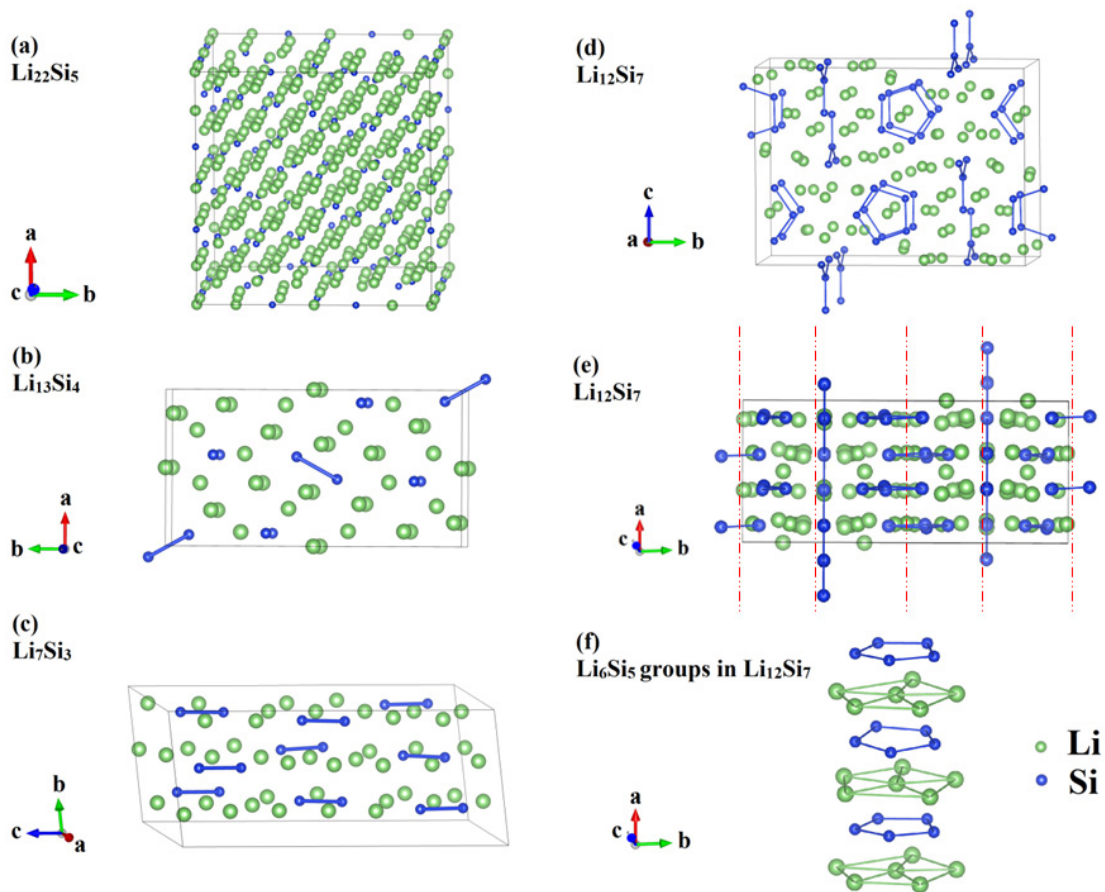 (a)
Li₂₂Si₅
a
c
b
(b)
Li₁₃Si₄
a
b
c
(c)
Li₇Si₃
b
c
a
(d)
Li₁₂Si₇
c
a
b
(e)
Li₁₂Si₇
a
c
b
(f)
Li₆Si₅ groups in Li₁₂Si₇
a
c
b
Li
Si